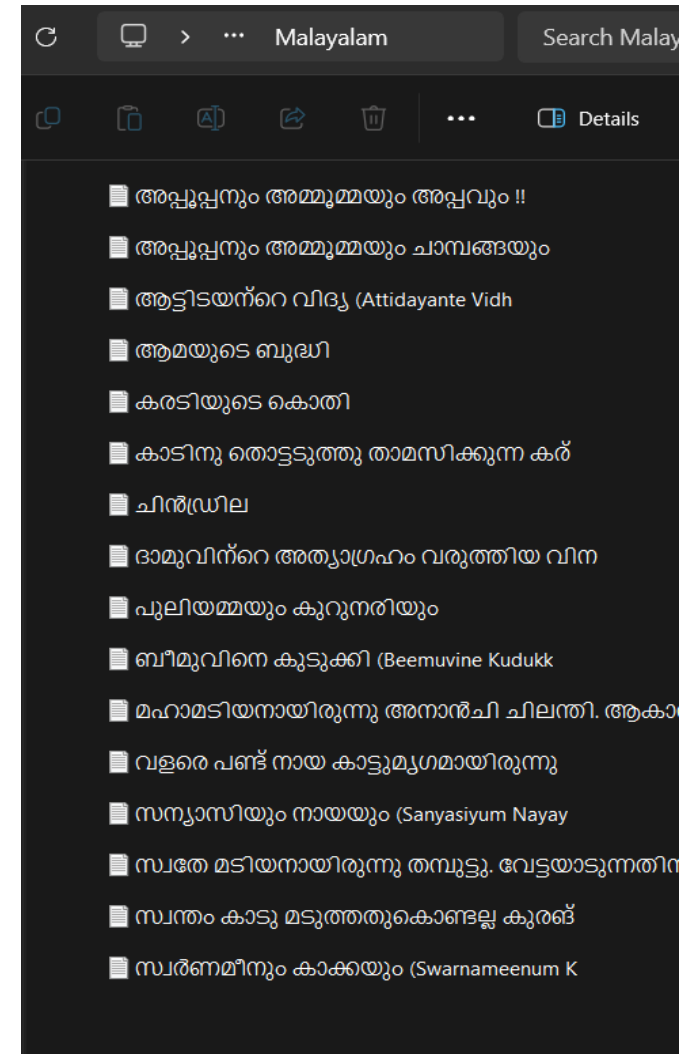 Malayalam Search Malay
Details
അപ്പൂപ്പനും അമ്മൂമ്മയും അപ്പവും !!
അപ്പൂപ്പനും അമ്മൂമ്മയും ചാമ്പങ്ങയും
ആട്ടിടയന്റെ വിദ്യ (Attidayante Vidh
ആമയുടെ ബുദ്ധി
കരടിയുടെ കൊതി
കാടിനു തൊട്ടടുത്തു താമസിക്കുന്ന കര്
ചിൻഡ്രില
ദാമുവിന്റെ അത്യാഗ്രഹം വരുത്തിയ വിന
പുലിയമ്മയും കുറുനരിയും
ബീമുവിനെ കുടുക്കി (Beemuvine Kudukk
മഹാമടിയനായിരുന്നു അനാൻചി ചിലന്തി. ആകാ
വളരെ പണ്ട് നായ കാട്ടുമൃഗമായിരുന്നു
സന്യാസിയും നായയും (Sanyasiyum Nayay
സ്വതേ മടിയനായിരുന്നു തമ്പുട്ടു. വേട്ടയാടുന്നതിന
സ്വന്തം കാടു മടുത്തതുകൊണ്ടല്ല കുരങ്
സ്വർണമീനും കാക്കയും (Swarnameenum K